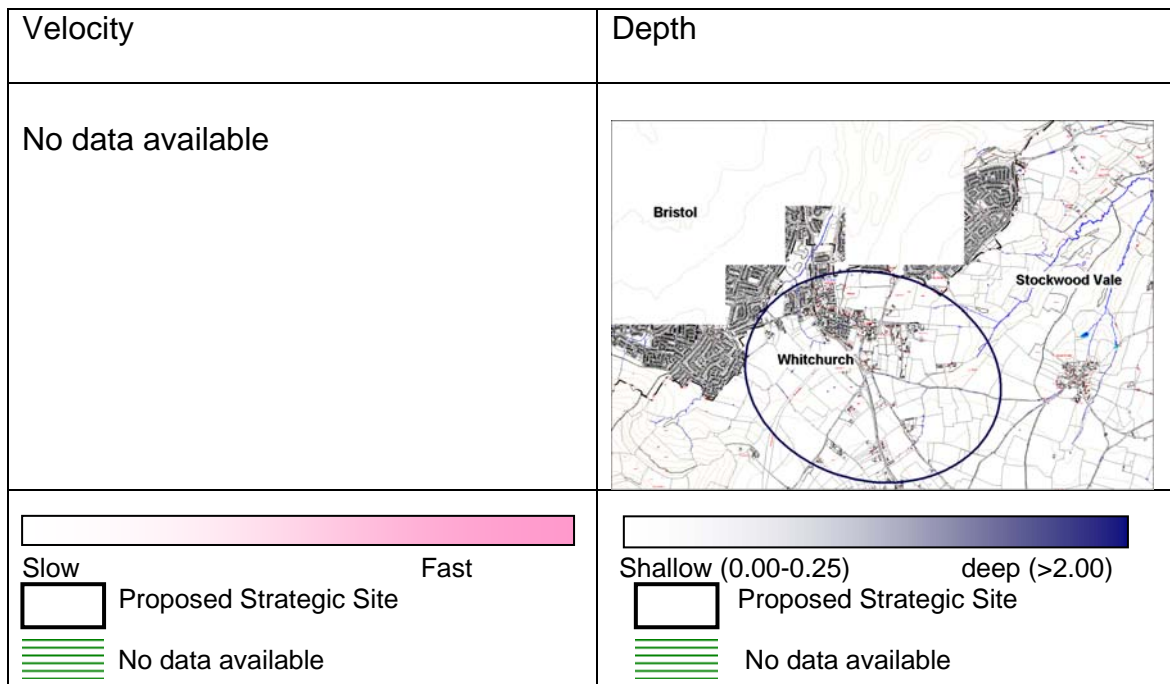 Velocity
Depth
No data available
Bristol
Stockwood Vale
Whitchurch
Slow Fast
Proposed Strategic Site
No data available
Shallow (0.00-0.25) deep (>2.00)
Proposed Strategic Site
No data available